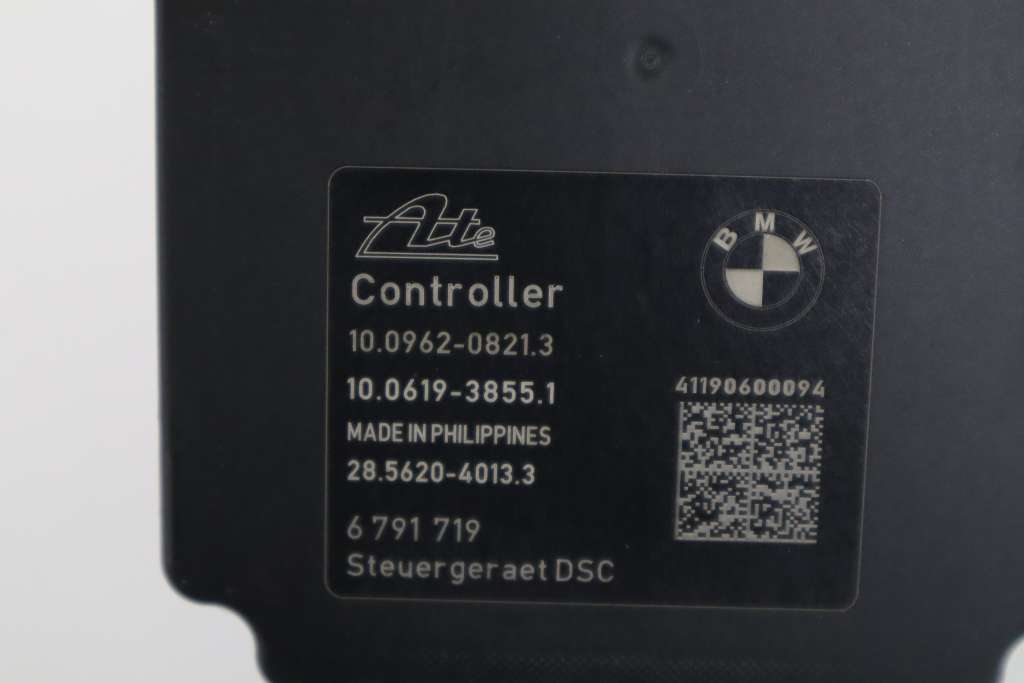 Ate
BMW
Controller
10.0962-0821.3
10.0619-3855.1
41190600094
MADE IN PHILIPPINES
28.5620-4013.3
6 791 719
Steuergeraet DSC